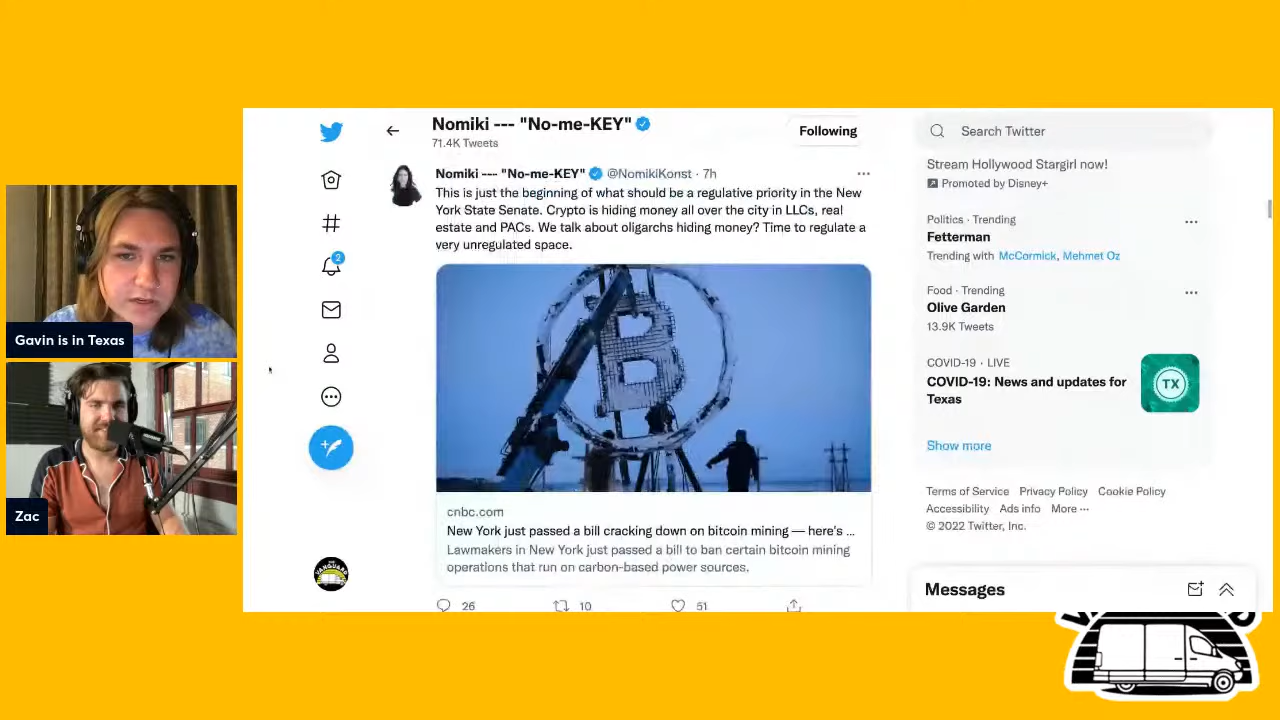 Nomiki --- "No-me-KEY"
71.4K Tweets
Following
Nomiki --- "No-me-KEY" @NomikiKonst · 7h
This is just the beginning of what should be a regulative priority in the New
York State Senate. Crypto is hiding money all over the city in LLCs, real
estate and PACs. We talk about oligarchs hiding money? Time to regulate a
very unregulated space.
B
cnbc.com
New York just passed a bill cracking down on bitcoin mining — here's ...
Lawmakers in New York just passed a bill to ban certain bitcoin mining
operations that run on carbon-based power sources.
26
10
51
2
VANGUARD
Search Twitter
Stream Hollywood Stargirl now!
Promoted by Disney+
Politics · Trending
Fetterman
Trending with McCormick, Mehmet Oz
Food · Trending
Olive Garden
13.9K Tweets
COVID-19 · LIVE
COVID-19: News and updates for
Texas
TX
Show more
Terms of Service Privacy Policy Cookie Policy
Accessibility Ads info More ···
© 2022 Twitter, Inc.
Messages
Gavin is in Texas
Zac